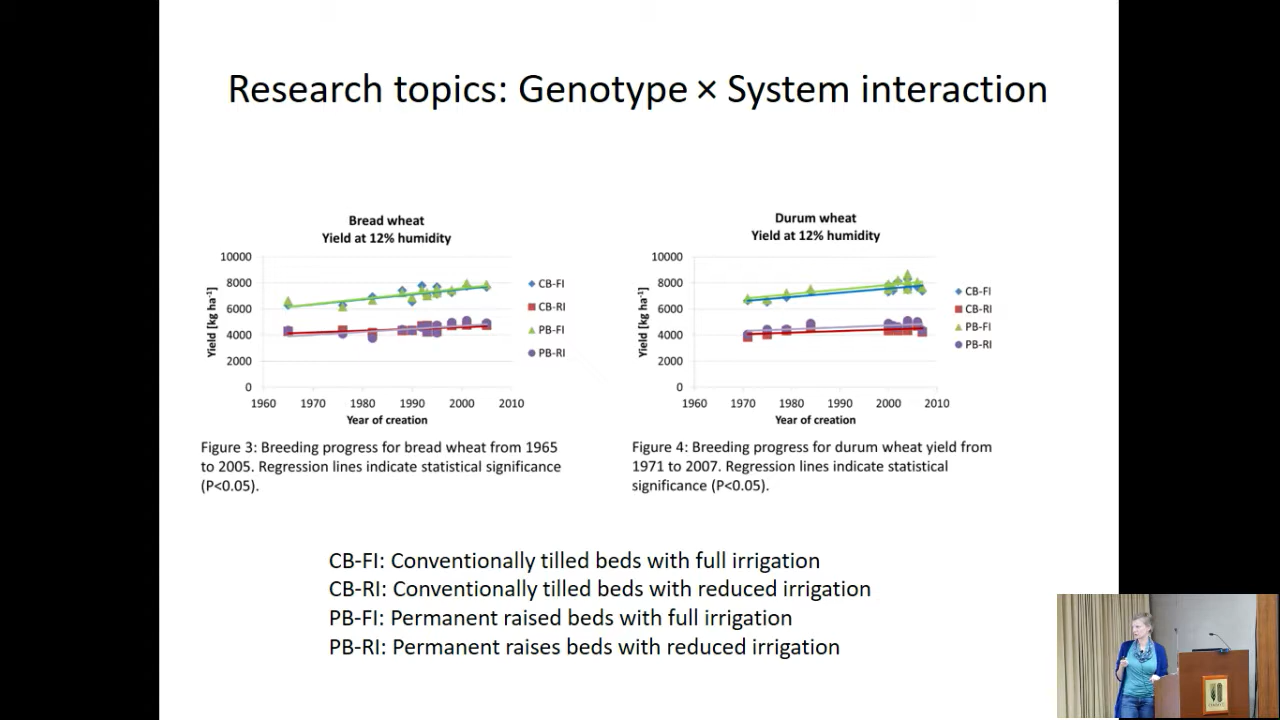 Research topics: Genotype × System interaction
Bread wheat
Yield at 12% humidity
10000
8000
6000
4000
2000
0
Yield [kg ha-1]
1960 1970 1980 1990 2000 2010
Year of creation
CB-FI
CB-RI
PB-FI
PB-RI
Figure 3: Breeding progress for bread wheat from 1965
to 2005. Regression lines indicate statistical significance
(P<0.05).
Durum wheat
Yield at 12% humidity
10000
8000
6000
4000
2000
0
Yield [kg ha-1]
1960 1970 1980 1990 2000 2010
Year of creation
CB-FI
CB-RI
PB-FI
PB-RI
Figure 4: Breeding progress for durum wheat yield from
1971 to 2007. Regression lines indicate statistical
significance (P<0.05).
CB-FI: Conventionally tilled beds with full irrigation
CB-RI: Conventionally tilled beds with reduced irrigation
PB-FI: Permanent raised beds with full irrigation
PB-RI: Permanent raises beds with reduced irrigation